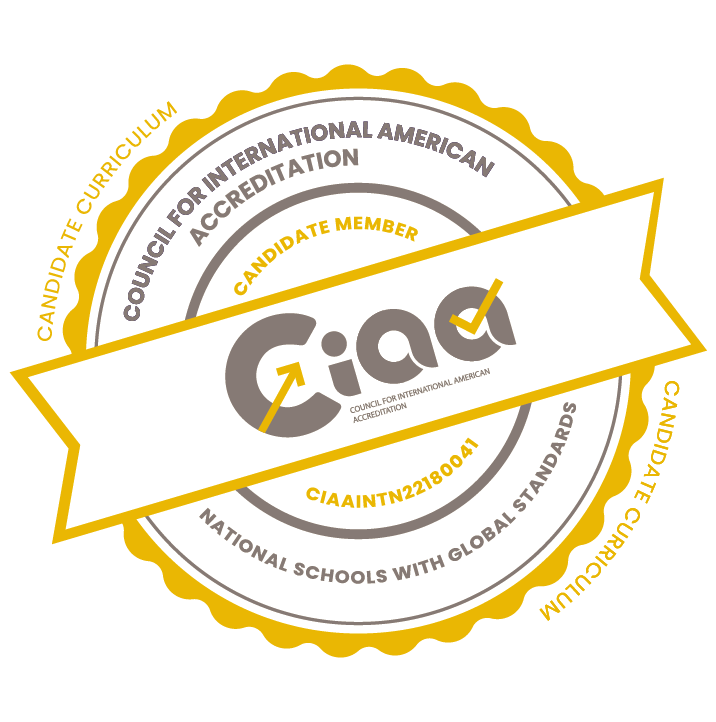 CANDIDATE CURRICULUM
COUNCIL FOR INTERNATIONAL AMERICAN
ACCREDITATION
CANDIDATE MEMBER
Ciaa
COUNCIL FOR INTERNATIONAL AMERICAN
ACCREDITATION
CIAAINTN22180041
NATIONAL SCHOOLS WITH GLOBAL STANDARDS
CANDIDATE CURRICULUM